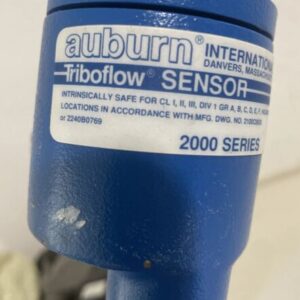 auburn® INTERNATIONAL
DANVERS, MASSACHUSE
Triboflow® SENSOR
INTRINSICALLY SAFE FOR CL I, II, III, DIV 1 GR A, B, C, D, E, F,
LOCATIONS IN ACCORDANCE WITH MFG. DWG. NO.
or 2240B0769
2000 SERIES